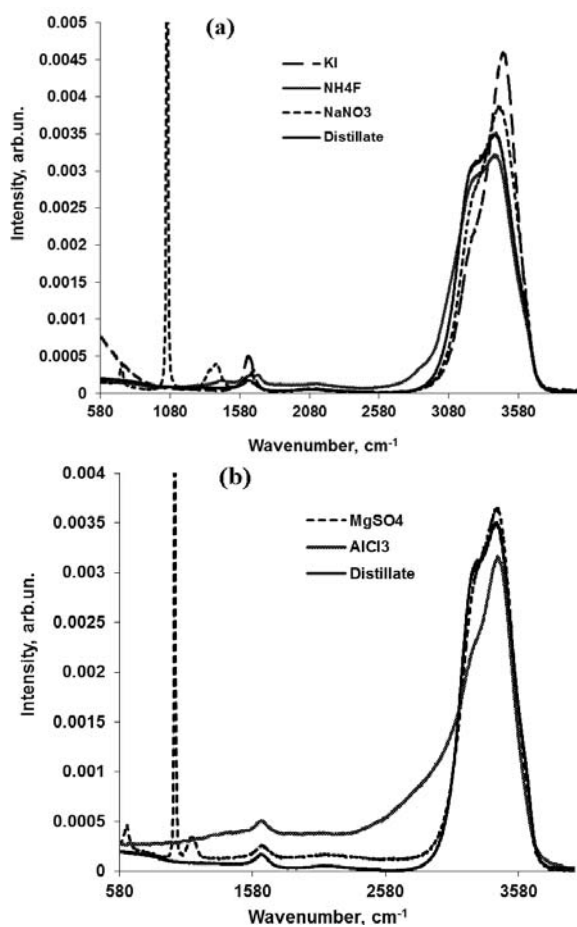 (a)
0.005
0.0045
0.004
0.0035
0.003
0.0025
0.002
0.0015
0.001
0.0005
0
Intensity, arb.un.
KI
NH4F
NaNO3
Distillate
580 1080 1580 2080 2580 3080 3580
Wavenumber, cm-1
(b)
0.004
0.0035
0.003
0.0025
0.002
0.0015
0.001
0.0005
0
Intensity, arb.un.
MgSO4
AlCl3
Distillate
580 1580 2580 3580
Wavenumber, cm-1